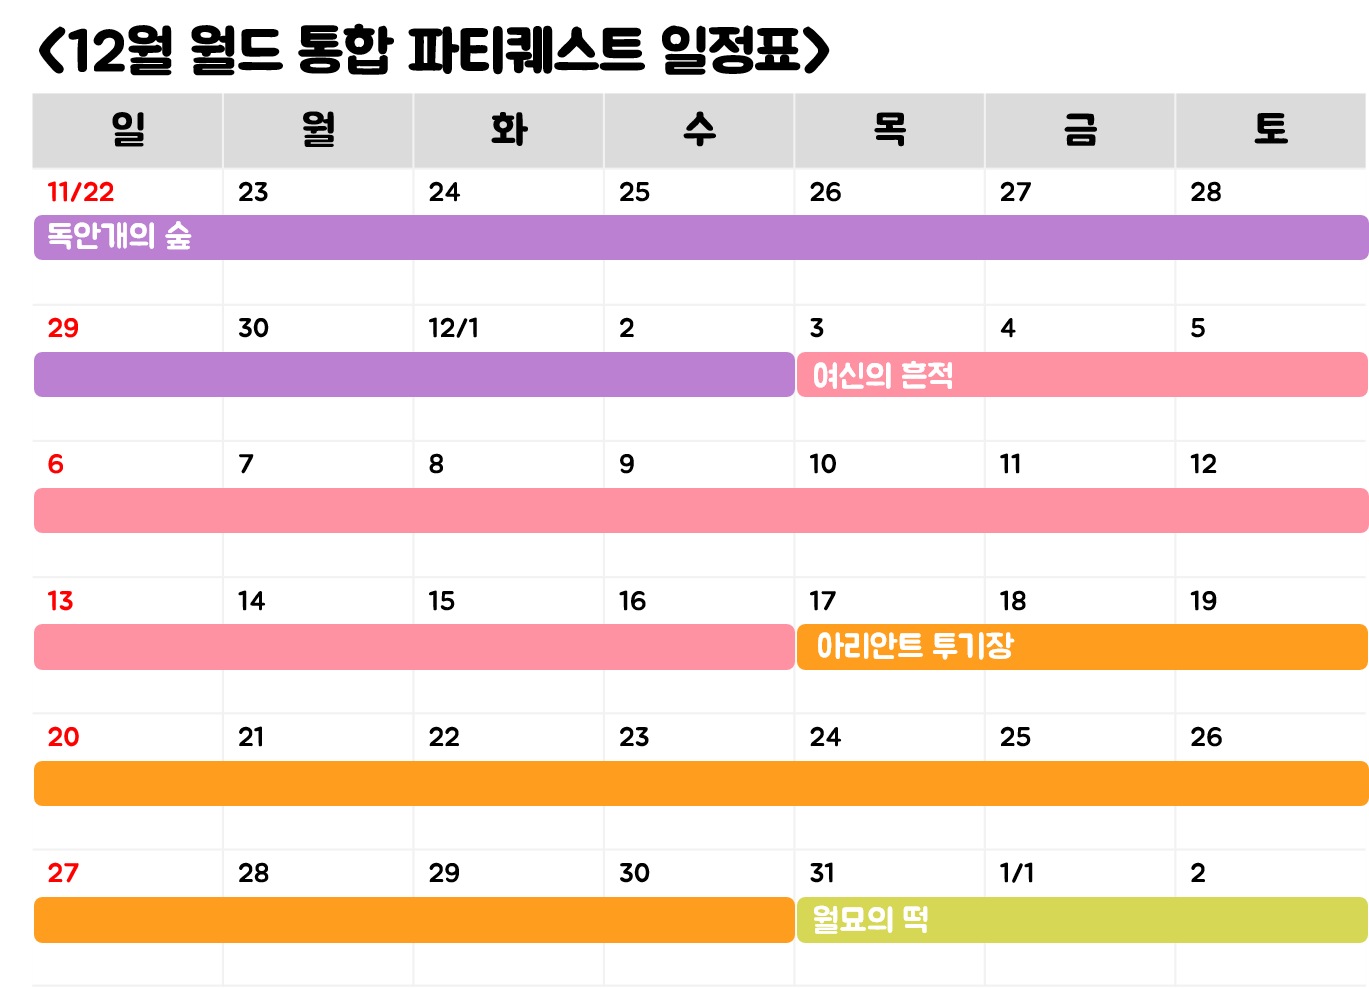 <12월 월드 통합 파티퀘스트 일정표>
일 월 화 수 목 금 토
11/22 23 24 25 26 27 28
독안개의 숲
29 30 12/1 2 3 4 5
여신의 흔적
6 7 8 9 10 11 12
13 14 15 16 17 18 19
아리안트 투기장
20 21 22 23 24 25 26
27 28 29 30 31 1/1 2
월묘의 떡